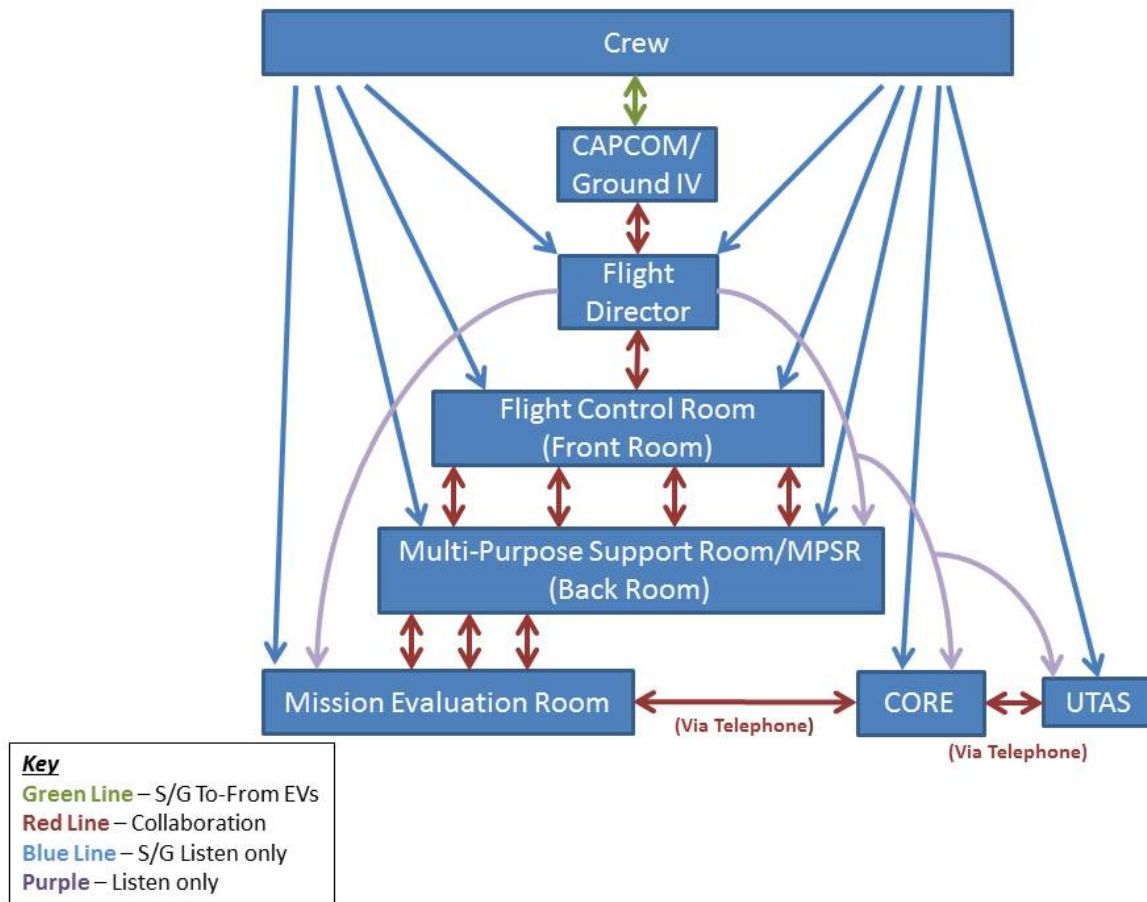 Crew
CAPCOM/
Ground IV
Flight
Director
Flight Control Room
(Front Room)
Multi-Purpose Support Room/MPSR
(Back Room)
Mission Evaluation Room
(Via Telephone)
CORE
(Via Telephone)
UTAS
Key
Green Line – S/G To-From EVs
Red Line – Collaboration
Blue Line – S/G Listen only
Purple – Listen only